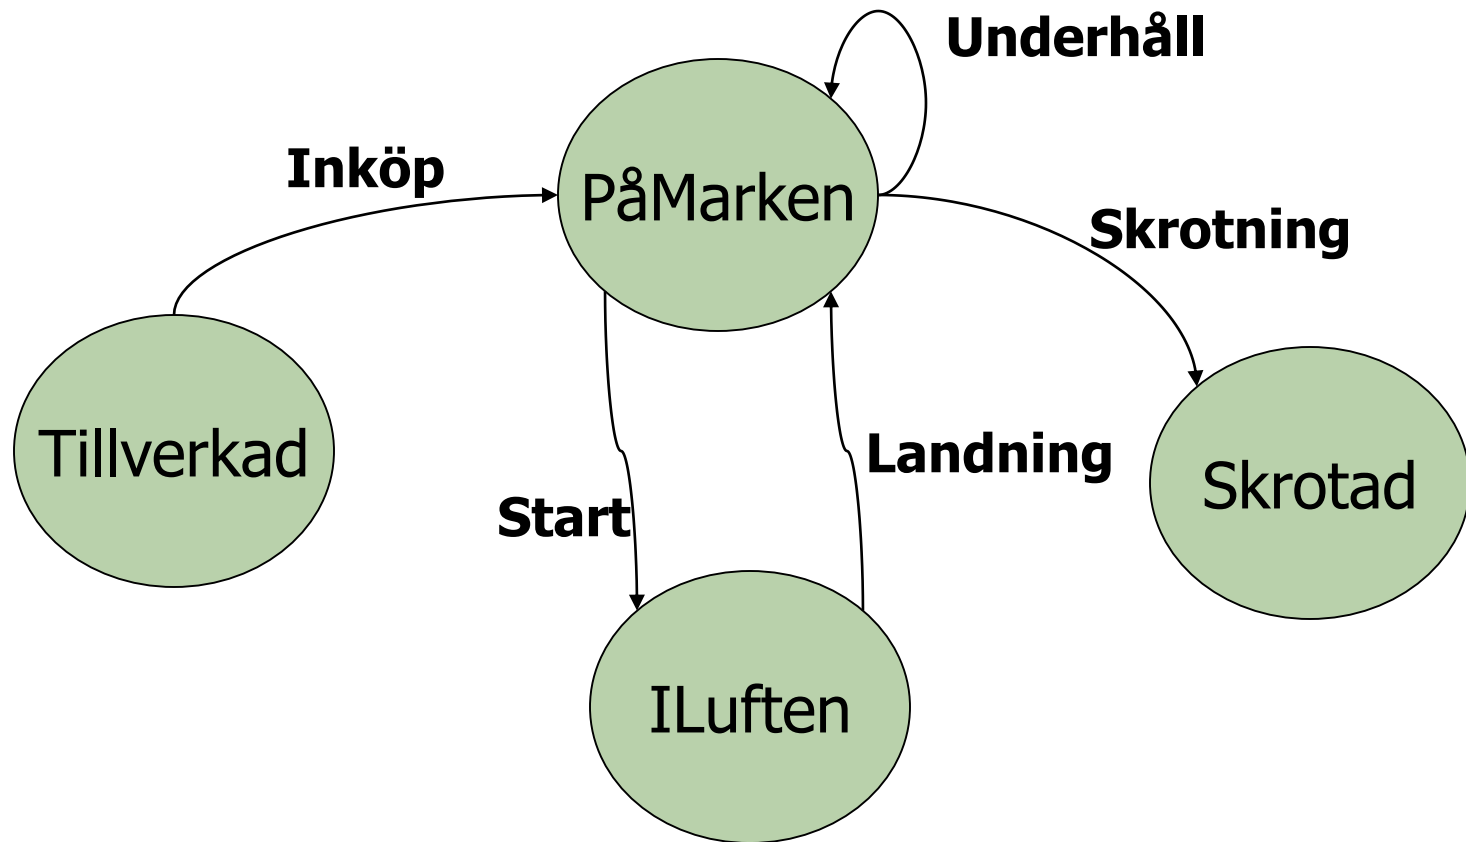 Underhåll
Inköp
PåMarken
Skrotning
Tillverkad
Landning
Skrotad
Start
ILuften